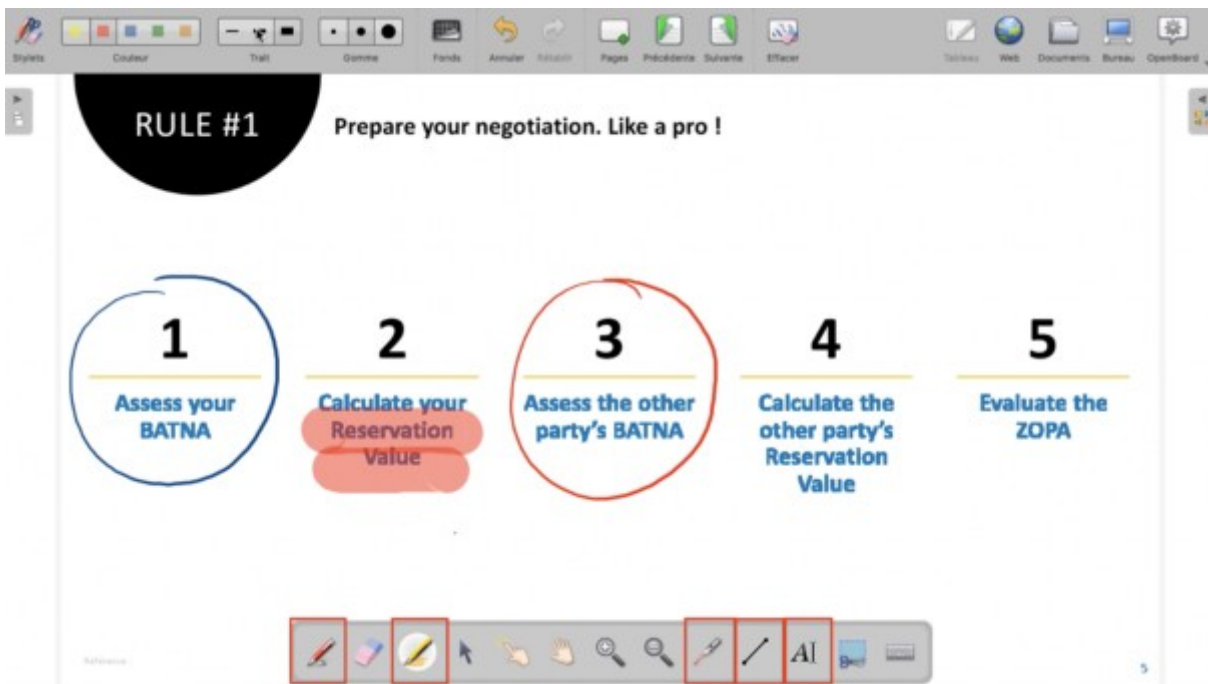 Stylets
Couleur
Trait
Gomme
Fonds
Annuler
Rétablir
Pages
Précédente
Suivante
Effacer
Tableau
Web
Documents
Bureau
OpenBoard
RULE #1
Prepare your negotiation. Like a pro !
1
Assess your
BATNA
2
Calculate your
Reservation
Value
3
Assess the other
party's BATNA
4
Calculate the
other party's
Reservation
Value
5
Evaluate the
ZOPA
AI
5